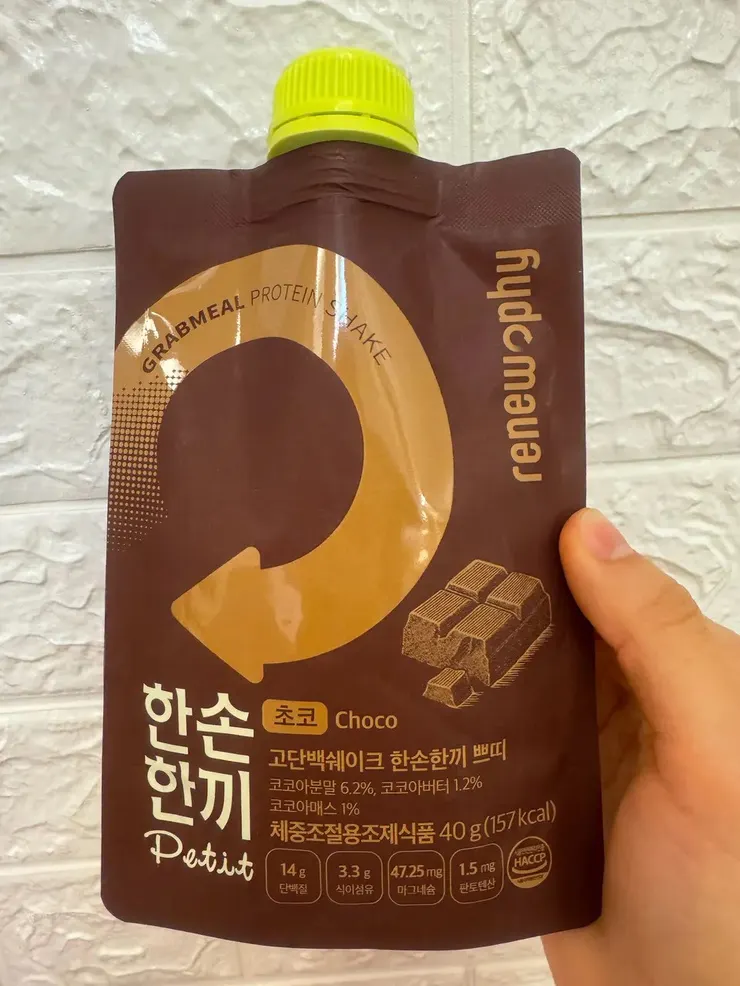 GRABMEAL PROTEIN SHAKE
renewphy
한손
한끼
Petit
초코 Choco
고단백쉐이크 한손한끼 쁘띠
코코아분말 6.2%, 코코아버터 1.2%
코코아매스 1%
체중조절용조제식품 40 g (157 kcal)
14 g
단백질
3.3 g
식이섬유
47.25 mg
마그네슘
1.5 mg
판토텐산
HACCP